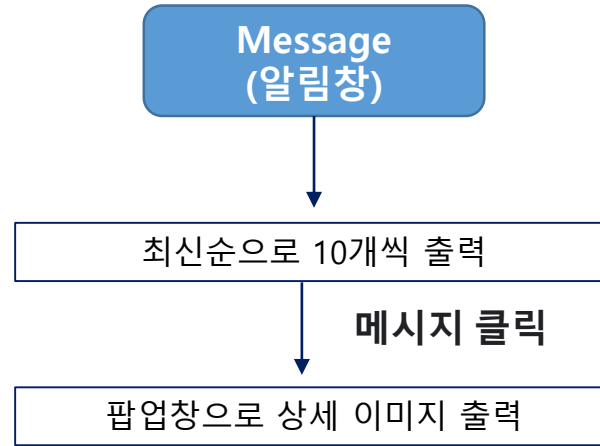 Message
(알림창)
최신순으로 10개씩 출력
메시지 클릭
팝업창으로 상세 이미지 출력